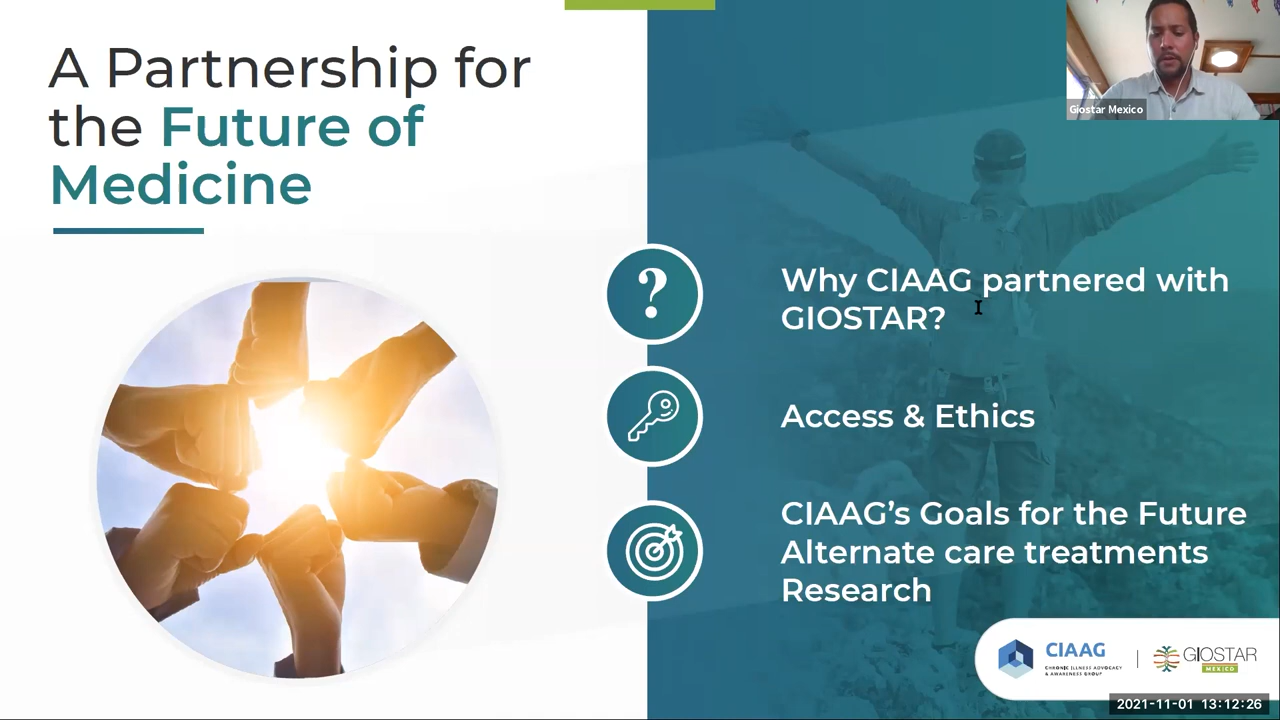 A Partnership for
the Future of
Medicine
Giostar Mexico
?
Why CIAAG partnered with
GIOSTAR?
Access & Ethics
CIAAG’s Goals for the Future
Alternate care treatments
Research
CIAAG
CHRONIC ILLNESS ADVOCACY
& AWARENESS GROUP
GIOSTAR
MEXICO
2021-11-01 13:12:26